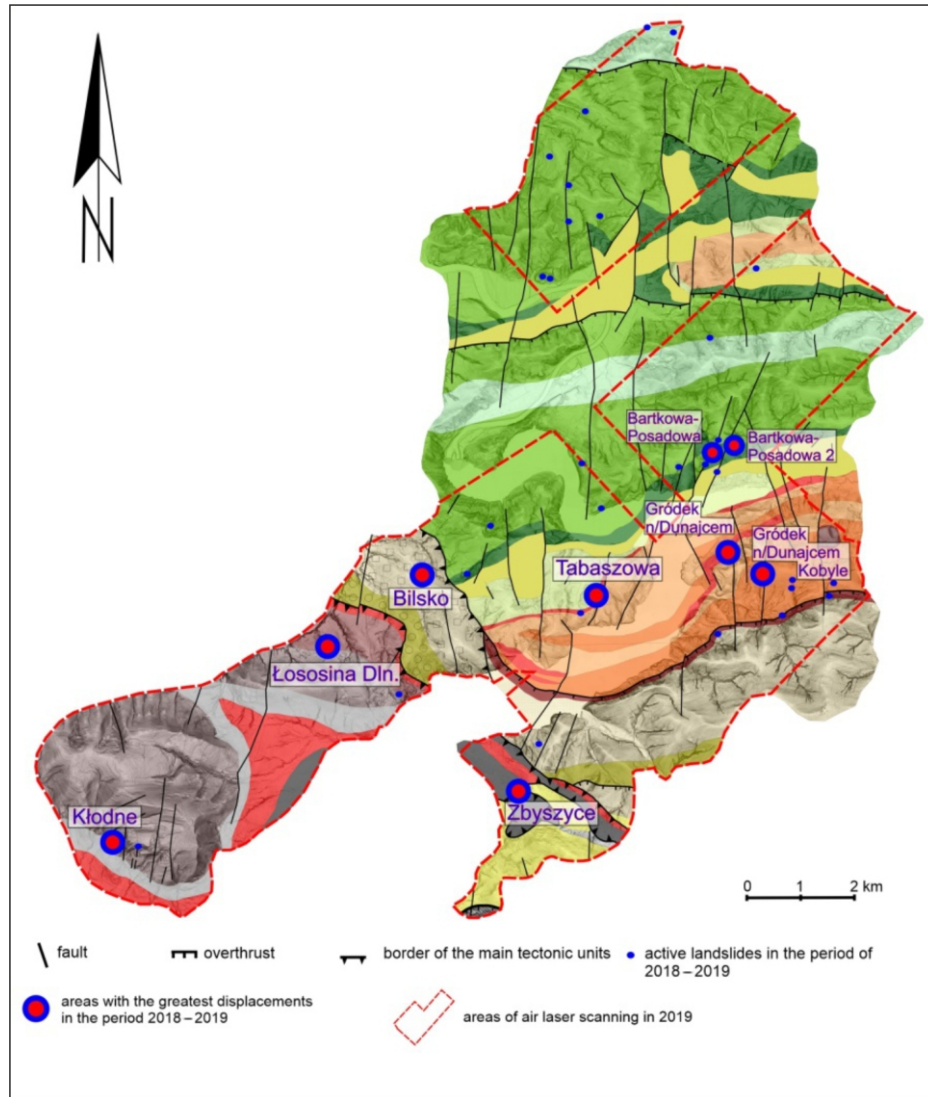 N
Bartkowa-
Posadowa
Bartkowa-
Posadowa 2
Gródek
n/Dunajcem
Gródek
n/Dunajcem
Kobyle
Tabaszowa
Bilsko
Łososina Dln.
Zbyszyce
Kłodne
0 1 2 km
fault
overthrust
border of the main tectonic units
active landslides in the period of
2018 – 2019
areas with the greatest displacements
in the period 2018 – 2019
areas of air laser scanning in 2019